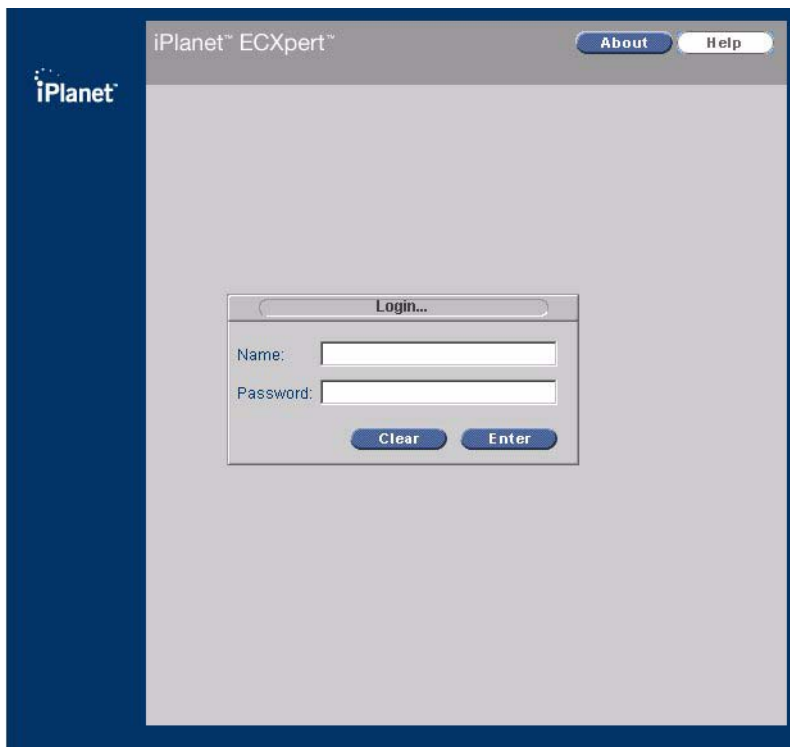 iPlanet™ ECXpert™
About
Help
iPlanet™
Login...
Name:
Password:
Clear
Enter